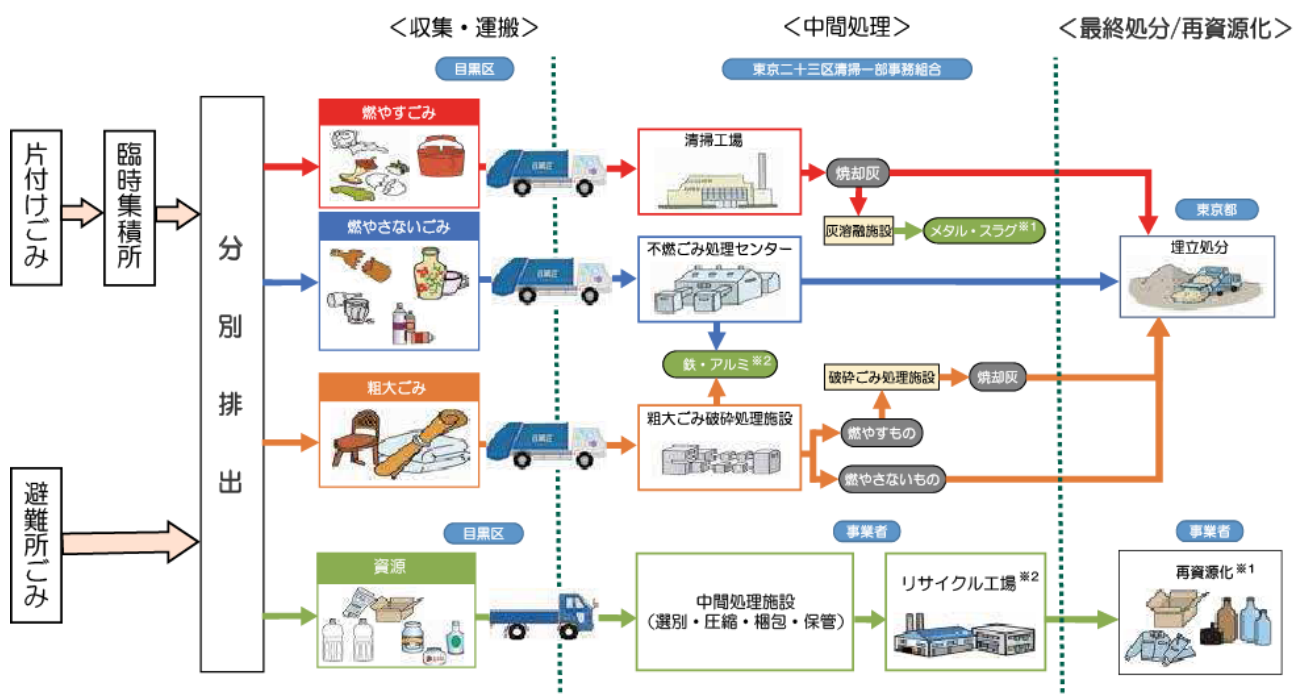 ＜収集・運搬＞
＜中間処理＞
＜最終処分/再資源化＞
目黒区
東京二十三区清掃一部事務組合
片付けごみ
臨時集積所
避難所ごみ
分別排出
燃やすごみ
清掃工場
焼却灰
灰溶融施設
メタル・スラグ※1
東京都
埋立処分
燃やさないごみ
不燃ごみ処理センター
鉄・アルミ※2
粗大ごみ
粗大ごみ破砕処理施設
破砕ごみ処理施設
焼却灰
燃やすもの
燃やさないもの
目黒区
事業者
事業者
資源
中間処理施設
（選別・圧縮・梱包・保管）
リサイクル工場※2
再資源化※1